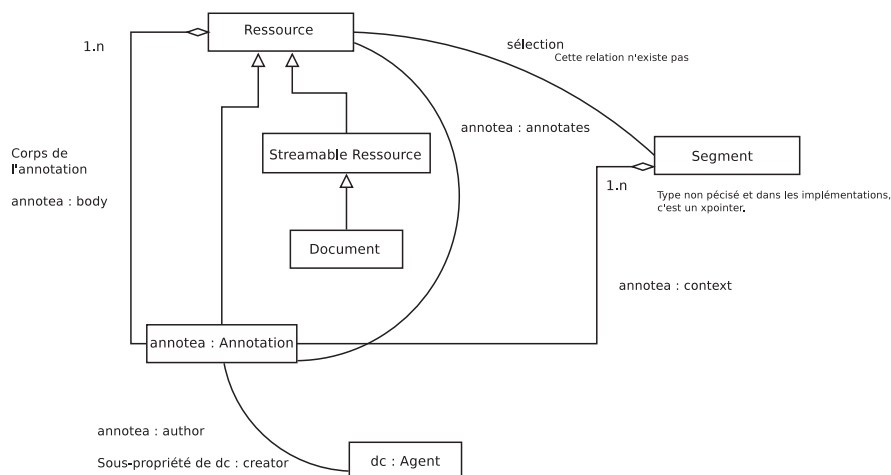 Ressource
1.n
sélection
Cette relation n'existe pas
annotea : annotates
Corps de
l'annotation
annotea : body
Streamable Ressource
Segment
1.n
Type non pécisé et dans les implémentations,
c'est un xpointer.
Document
annotea : context
annotea : Annotation
annotea : author
Sous-propriété de dc : creator
dc : Agent